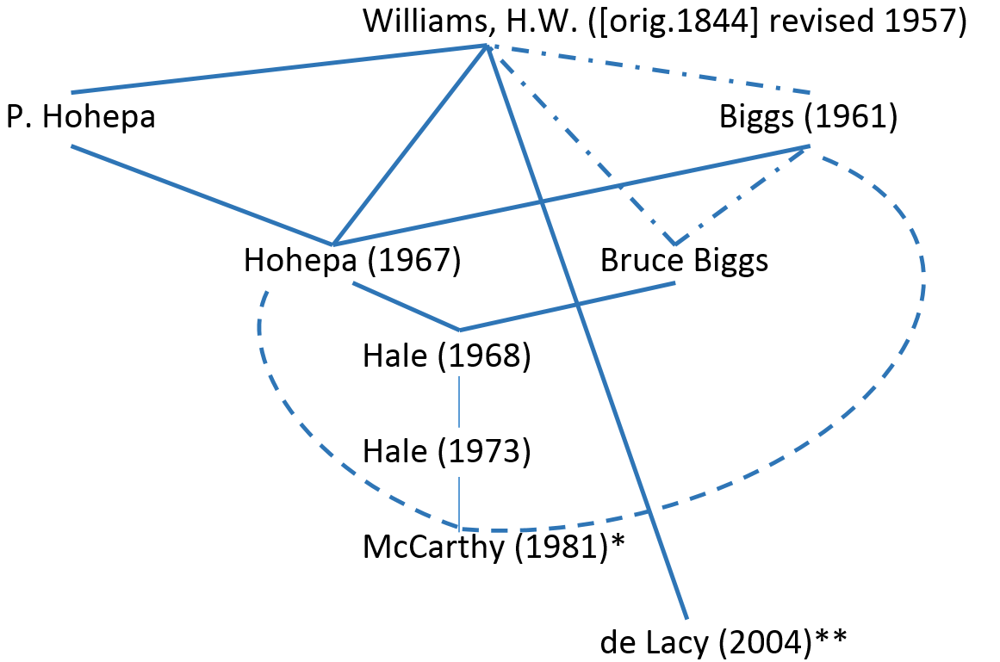 Williams, H.W. ([orig.1844] revised 1957)
P. Hohepa
Biggs (1961)
Hohepa (1967)
Bruce Biggs
Hale (1968)
Hale (1973)
McCarthy (1981)*
de Lacy (2004)**